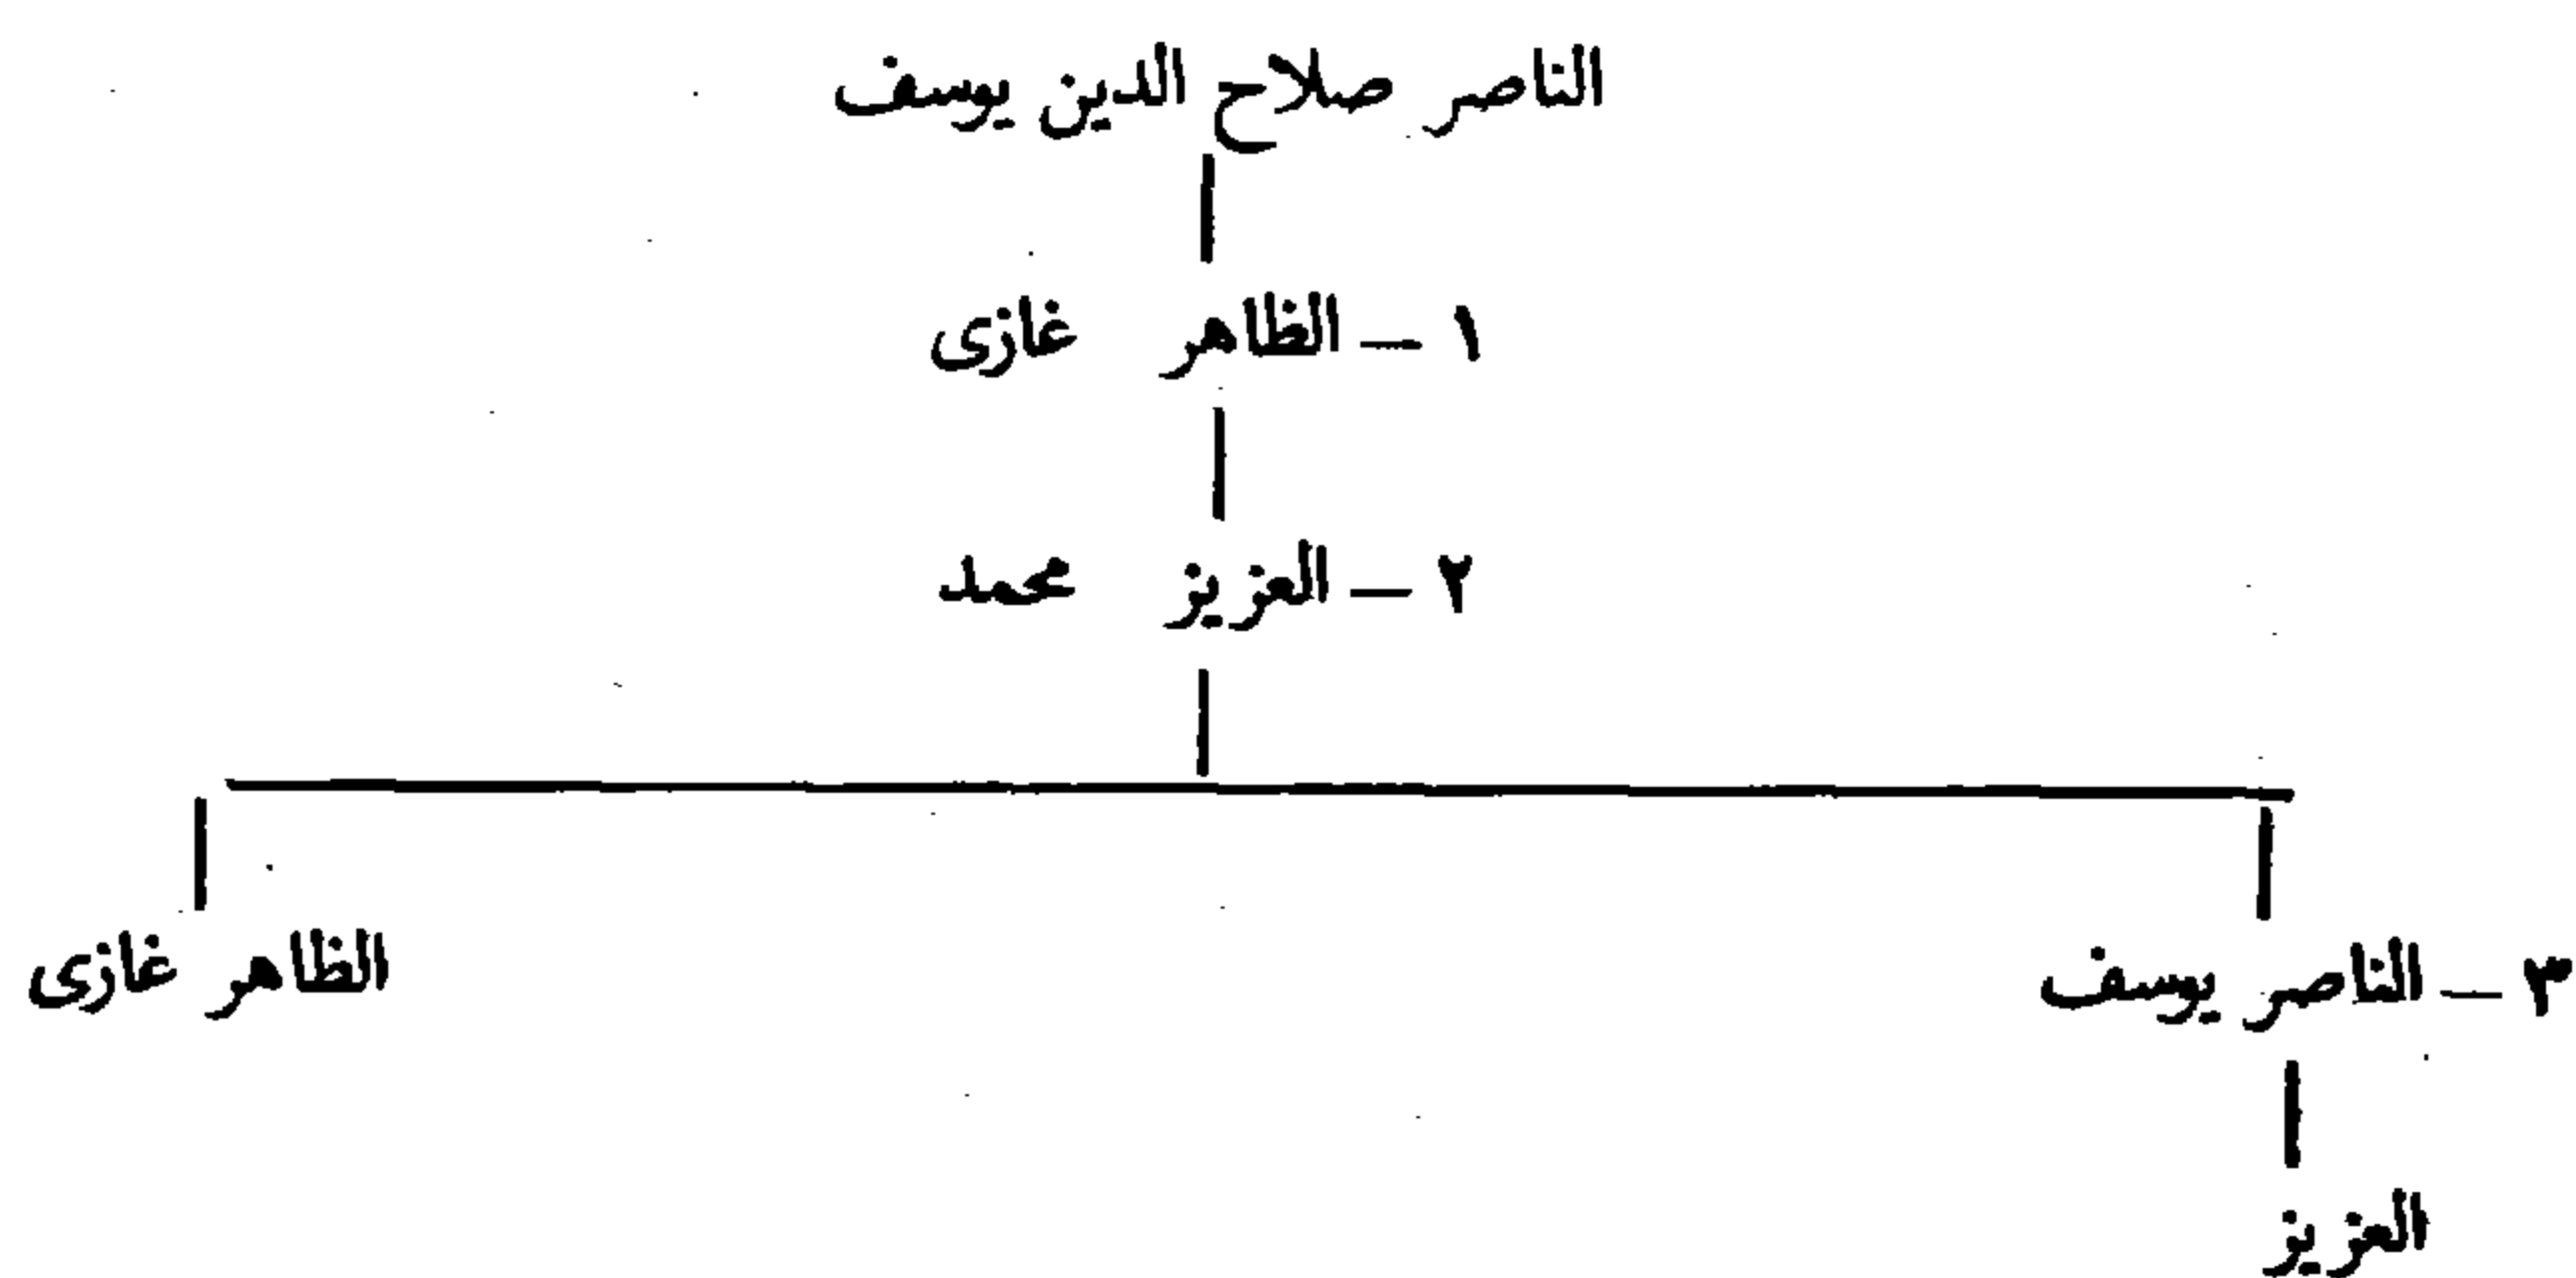 الناصر صلاح الدين يوسف
١ – الظاهر غازى
٢ – العزيز محمد
٣ – الناصر يوسف الظاهر غازى
العزيز